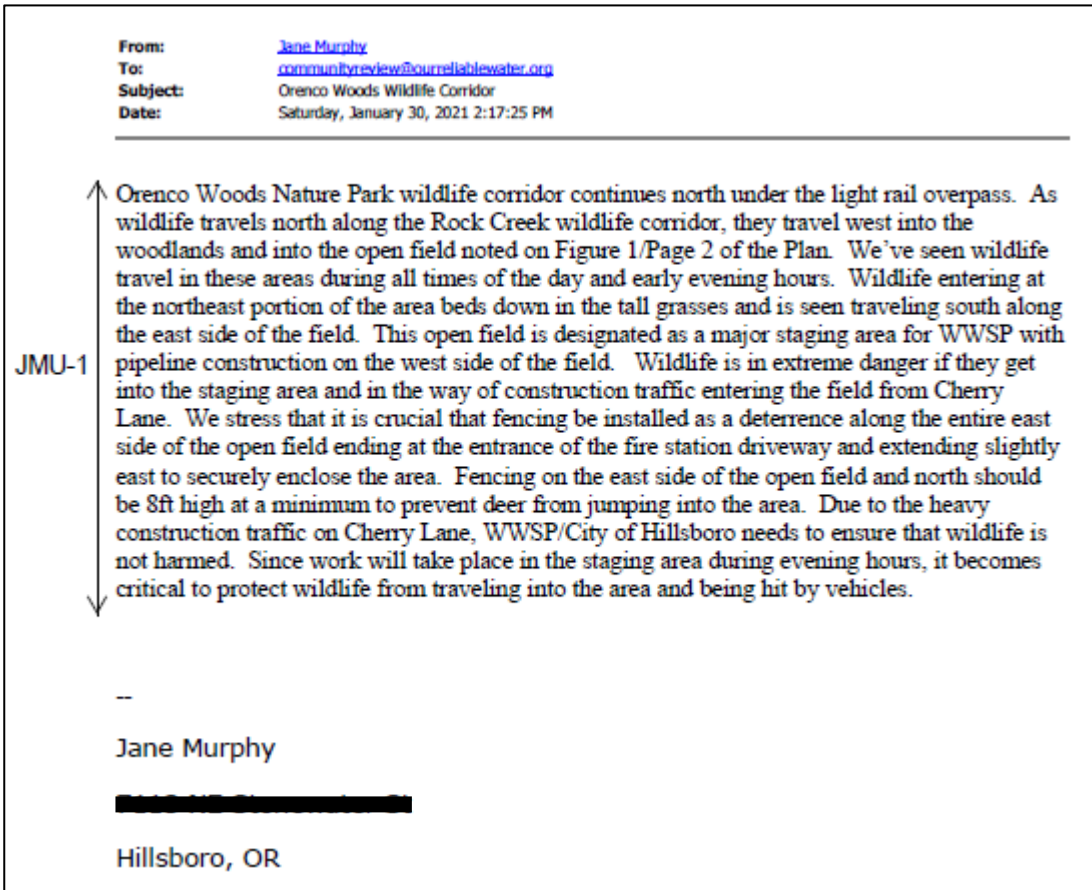 From: Jane Murphy
To: communityreview@ourreliablewater.org
Subject: Orenco Woods Wildlife Corridor
Date: Saturday, January 30, 2021 2:17:25 PM
Orenco Woods Nature Park wildlife corridor continues north under the light rail overpass.  As
wildlife travels north along the Rock Creek wildlife corridor, they travel west into the
woodlands and into the open field noted on Figure 1/Page 2 of the Plan.  We've seen wildlife
travel in these areas during all times of the day and early evening hours.  Wildlife entering at
the northeast portion of the area beds down in the tall grasses and is seen traveling south along
the east side of the field.  This open field is designated as a major staging area for WWSP with
JMU-1 pipeline construction on the west side of the field.   Wildlife is in extreme danger if they get
into the staging area and in the way of construction traffic entering the field from Cherry
Lane.  We stress that it is crucial that fencing be installed as a deterrence along the entire east
side of the open field ending at the entrance of the fire station driveway and extending slightly
east to securely enclose the area.  Fencing on the east side of the open field and north should
be 8ft high at a minimum to prevent deer from jumping into the area.  Due to the heavy
construction traffic on Cherry Lane, WWSP/City of Hillsboro needs to ensure that wildlife is
not harmed.  Since work will take place in the staging area during evening hours, it becomes
critical to protect wildlife from traveling into the area and being hit by vehicles.
--
Jane Murphy
Hillsboro, OR